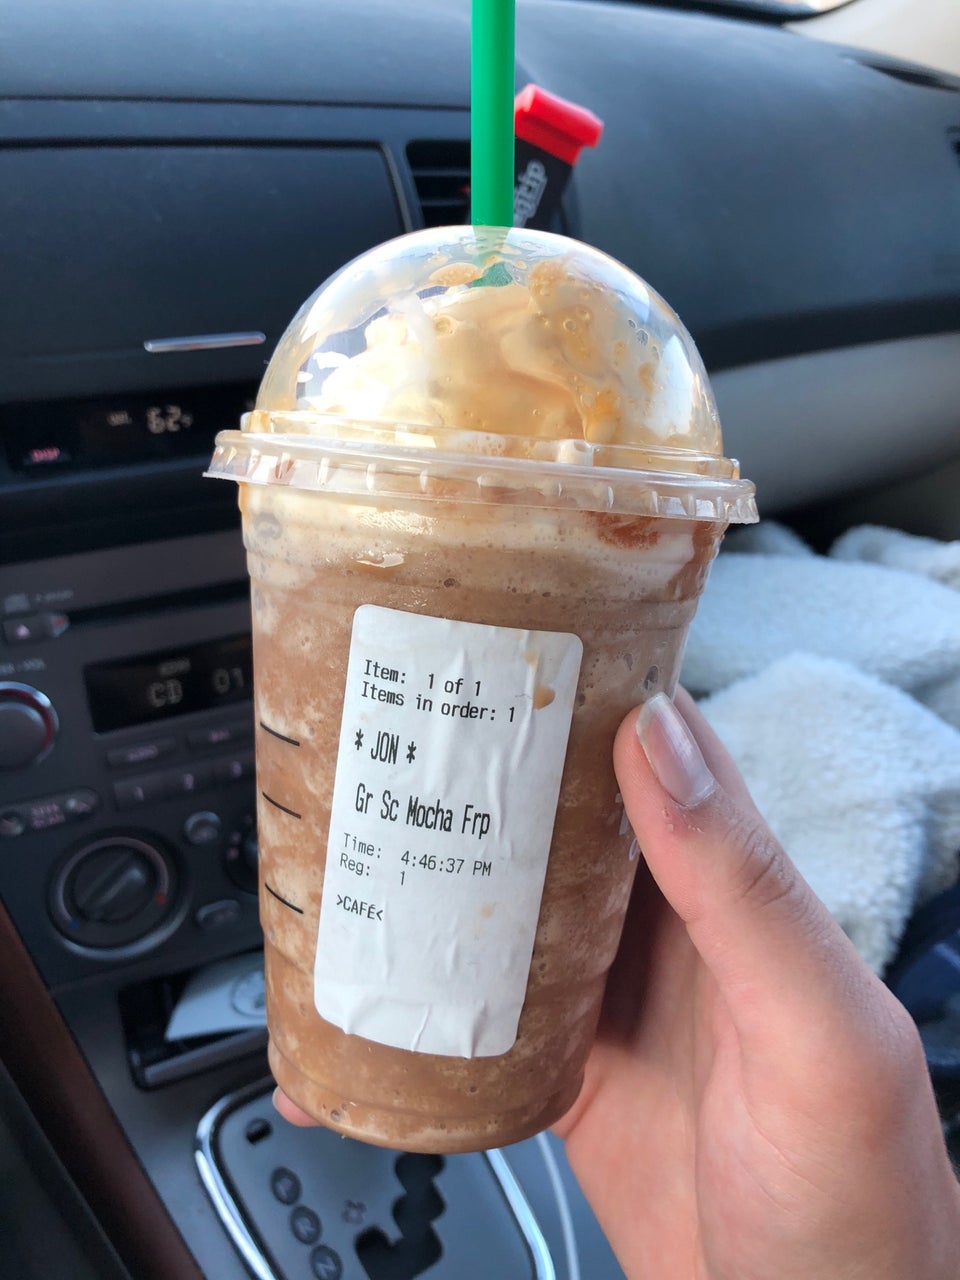 62°
CD 01
Item: 1 of 1
Items in order: 1
* JON *
Gr Sc Mocha Frp
Time: 4:46:37 PM
Reg: 1
>CAFÉ<